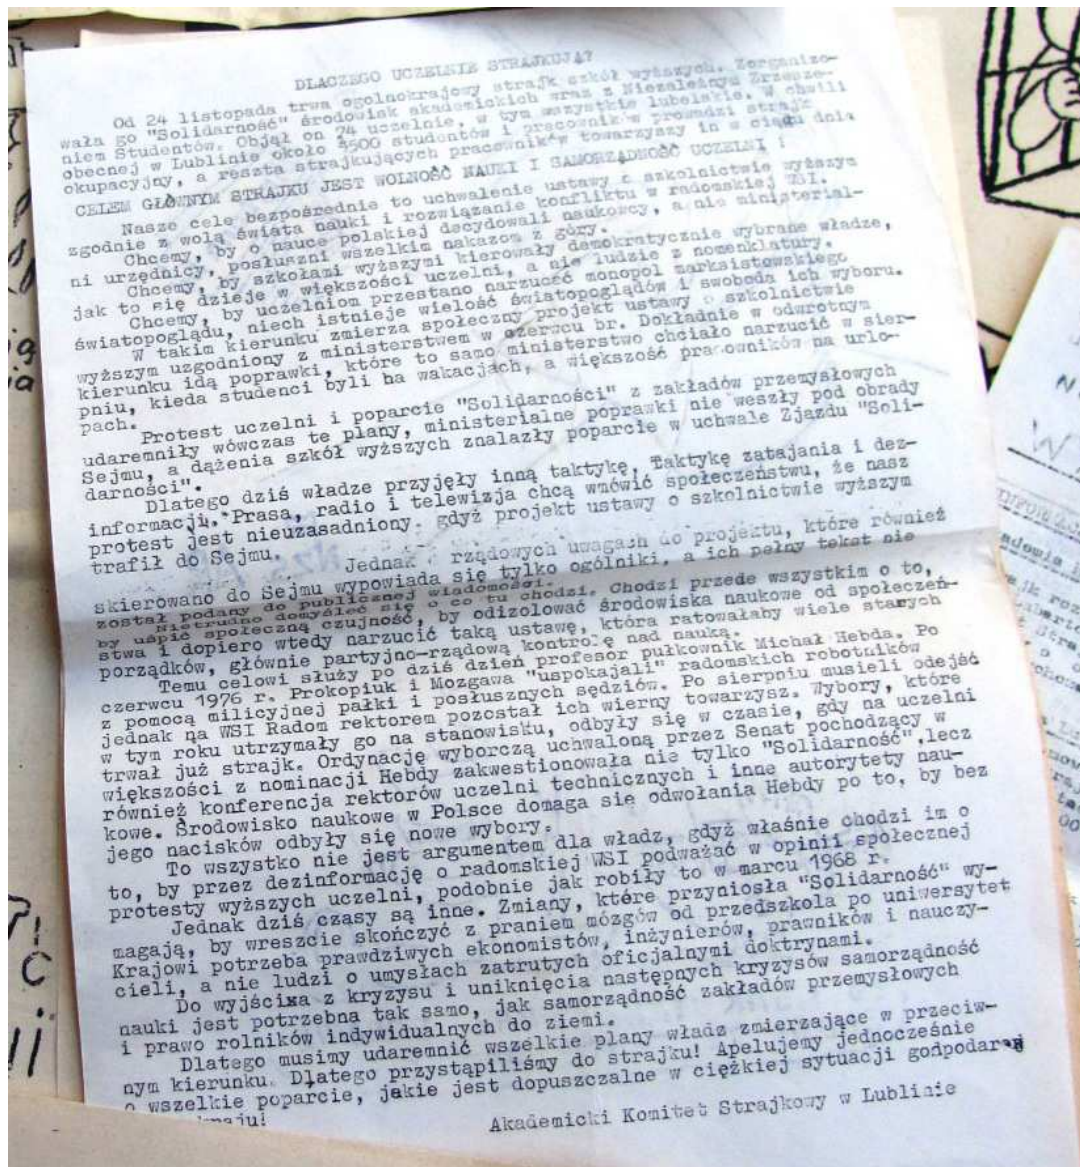 DLACZEGO UCZELNIE STRAJKUJĄ?
Od 24 listopada trwa ogolnokrajowy strajk szkół wyższych. Zorganizo-
wała go "Solidarność" środowisk akademickich wraz z Niezależnym Zrzesze-
niem Studentów. Objął on 74 uczelnie, w tym wszystkie lubelskie. W chwili
obecnej w Lublinie około 4500 studentów i pracowników prowadzi strajk
okupacyjny, a reszta strajkujących pracowników towarzyszy im w ciągu dnia
CELEM GŁÓWNYM STRAJKU JEST WOLNOŚĆ NAUKI I SAMORZĄDNOŚĆ UCZELNI !
Nasze cele bezpośrednie to uchwalenie ustawy o szkolnictwie wyższym
zgodnie z wolą świata nauki i rozwiązanie konfliktu w radomskiej WSI.
Chcemy, by o nauce polskiej decydowali naukowcy, a nie ministerial-
ni urzędnicy, posłuszni wszelkim nakazom z góry.
Chcemy, by szkołami wyższymi kierowały demokratycznie wybrane władze,
jak to się dzieje w większości uczelni, a nie ludzie z nomenklatury.
Chcemy, by uczelniom przestano narzucać monopol marksistowskiego
światopoglądu, niech istnieje wielość światopoglądów i swoboda ich wyboru.
W takim kierunku zmierza społeczny projekt ustawy o szkolnictwie
wyższym uzgodniony z ministerstwem w czerwcu br. Dokładnie w odwrotnym
kierunku idą poprawki, które to samo ministerstwo chciało narzucić w sier-
pniu, kieda studenci byli na wakacjach, a większość pracowników na urlo-
pach.
Protest uczelni i poparcie "Solidarności" z zakładów przemysłowych
udaremniły wówczas te plany, ministerialne poprawki nie weszły pod obrady
Sejmu, a dążenia szkół wyższych znalazły poparcie w uchwale Zjazdu "Soli-
darności".
Dlatego dziś władze przyjęły inną taktykę. Taktykę zatajania i dez-
informacji. Prasa, radio i telewizja chcą wmówić społeczeństwu, że nasz
protest jest nieuzasadniony. gdyż projekt ustawy o szkolnictwie wyższym
trafił do Sejmu. Jednak rządowych uwagach do projektu, które również
skierowano do Sejmu wypowiada się tylko ogólniki, a ich pełny tekst nie
został podany do publicznej wiadomości.
Nietrudno domyśleć się o co tu chodzi. Chodzi przede wszystkim o to,
by uśpić społeczną czujność, by odizolować środowiska naukowe od społeczeń-
stwa i dopiero wtedy narzucić taką ustawę, która ratowałaby wiele starych
porządków, głównie partyjno-rządową kontrolę nad nauką.
Temu celowi służy po dziś dzień profesor pułkownik Michał Hebda. Po
czerwcu 1976 r. Prokopiuk i Mozgawa "uspokajali" radomskich robotników
z pomocą milicyjnej pałki i posłusznych sędziów. Po sierpniu musieli odejść
jednak na WSI Radom rektorem pozostał ich wierny towarzysz. Wybory, które
w tym roku utrzymały go na stanowisku, odbyły się w czasie, gdy na uczelni
trwał już strajk. Ordynację wyborczą uchwaloną przez Senat pochodzący w
większości z nominacji Hebdy zakwestionowała nie tylko "Solidarność", lecz
również konferencja rektorów uczelni technicznych i inne autorytety nau-
kowe. Środowisko naukowe w Polsce domaga się odwołania Hebdy po to, by bez
jego nacisków odbyły się nowe wybory.
To wszystko nie jest argumentem dla władz, gdyż właśnie chodzi im o
to, by przez dezinformację o radomskiej WSI podważać w opinii społecznej
protesty wyższych uczelni, podobnie jak robiły to w marcu 1968 r.
Jednak dziś czasy są inne. Zmiany, które przyniosła "Solidarność" wy-
magają, by wreszcie skończyć z praniem mózgów od przedszkola po uniwersytet
Krajowi potrzeba prawdziwych ekonomistów, inżynierów, prawników i nauczy-
cieli, a nie ludzi o umysłach zatrutych oficjalnymi doktrynami.
Do wyjścixa z kryzysu i uniknięcia następnych kryzysów samorządność
nauki jest potrzebna tak samo, jak samorządność zakładów przemysłowych
i prawo rolników indywidualnych do ziemi.
Dlatego musimy udaremnić wszelkie plany władz zmierzające w przeciw-
nym kierunku. Dlatego przystąpiliśmy do strajku! Apelujemy jednocześnie
o wszelkie poparcie, jakie jest dopuszczalne w ciężkiej sytuacji godpodar
kraju!
Akademicki Komitet Strajkowy w Lublinie